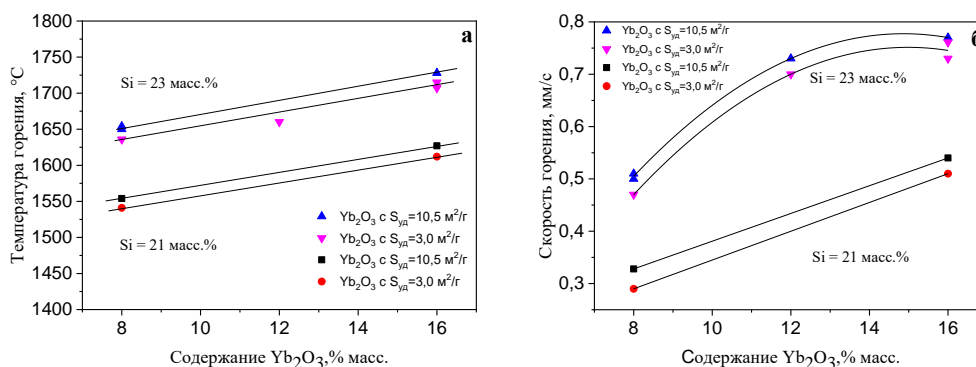 а
Температура горения, °C
1800
1750
1700
1650
1600
1550
1500
1450
1400
Si = 23 масс.%
Si = 21 масс.%
Yb₂O₃ с Sуд=10,5 м²/г
Yb₂O₃ с Sуд=3,0 м²/г
Yb₂O₃ с Sуд=10,5 м²/г
Yb₂O₃ с Sуд=3,0 м²/г
8 10 12 14 16
Содержание Yb₂O₃,% масс.
б
Скорость горения, мм/с
0,8
0,7
0,6
0,5
0,4
0,3
Yb₂O₃ с Sуд=10,5 м²/г
Yb₂O₃ с Sуд=3,0 м²/г
Yb₂O₃ с Sуд=10,5 м²/г
Yb₂O₃ с Sуд=3,0 м²/г
Si = 23 масс.%
Si = 21 масс.%
8 10 12 14 16
Содержание Yb₂O₃,% масс.